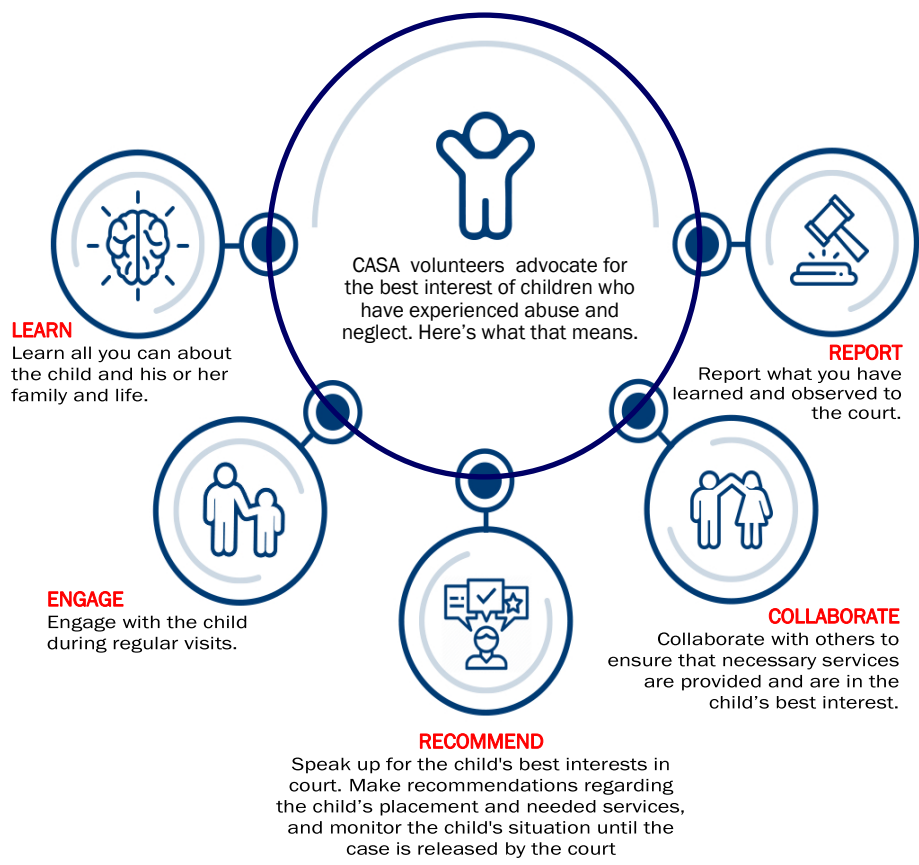 CASA volunteers advocate for
the best interest of children who
have experienced abuse and
neglect. Here’s what that means.
LEARN
Learn all you can about
the child and his or her
family and life.
ENGAGE
Engage with the child
during regular visits.
RECOMMEND
Speak up for the child's best interests in
court. Make recommendations regarding
the child’s placement and needed services,
and monitor the child's situation until the
case is released by the court
COLLABORATE
Collaborate with others to
ensure that necessary services
are provided and are in the
child’s best interest.
REPORT
Report what you have
learned and observed to
the court.